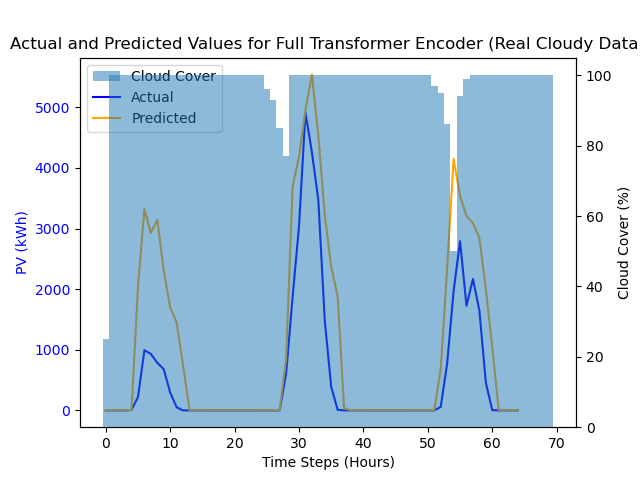 Actual and Predicted Values for Full Transformer Encoder (Real Cloudy Data
Cloud Cover
Actual
Predicted
PV (kWh)
5000
4000
3000
2000
1000
0
100
80
60
40
20
0
Cloud Cover (%)
0 10 20 30 40 50 60 70
Time Steps (Hours)